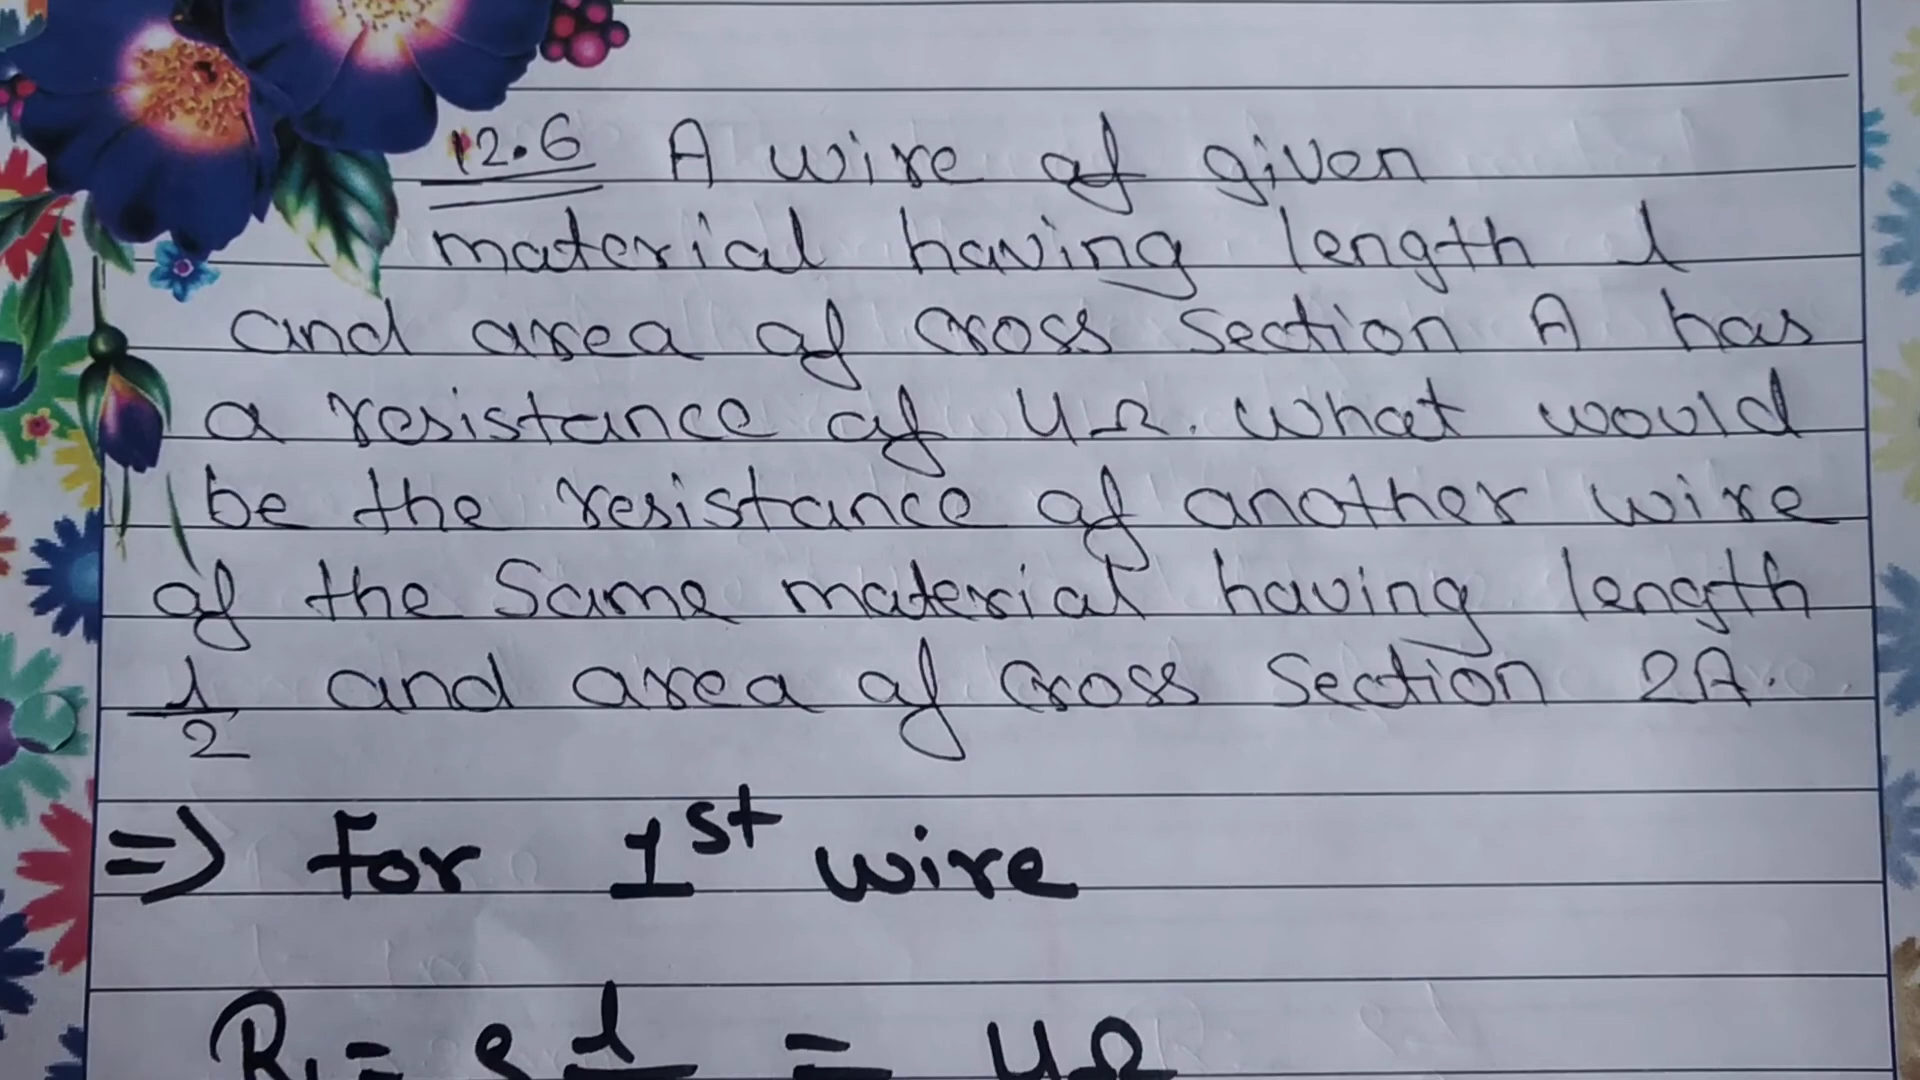 12.6 A wire of given
material having length l
and area of cross section A has
a resistance of 4Ω. What would
be the resistance of another wire
of the same material having length
l/2 and area of cross section 2A.
=> For 1st wire
R₁ = ρ l = 4Ω